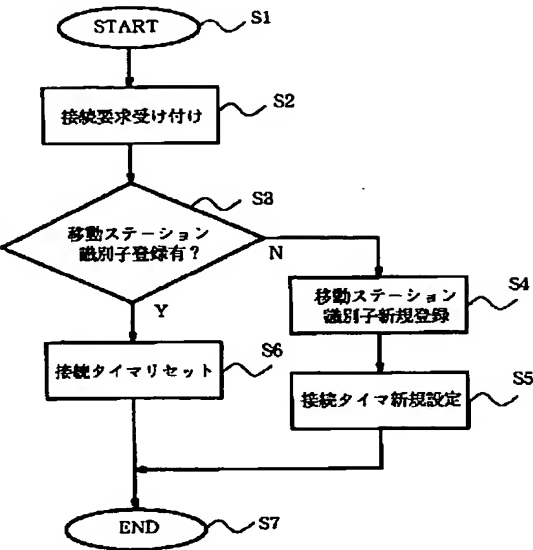 START
S1
接続要求受け付け
S2
移動ステーション
識別子登録有？
S3
N
Y
移動ステーション
識別子新規登録
S4
接続タイマリセット
S6
接続タイマ新規設定
S5
END
S7